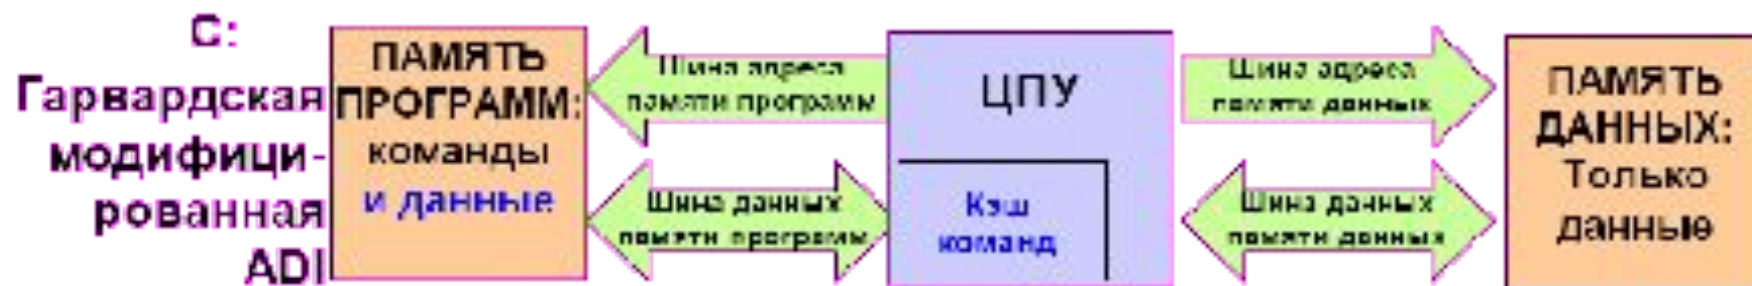 С:
Гарвардская
модифици-
рованная
ADI
ПАМЯТЬ
ПРОГРАММ:
команды
и данные
Шина адреса
памяти программ
Шина данных
памяти программ
ЦПУ
Кэш
команд
Шина адреса
памяти данных
Шина данных
памяти данных
ПАМЯТЬ
ДАННЫХ:
Только
данные